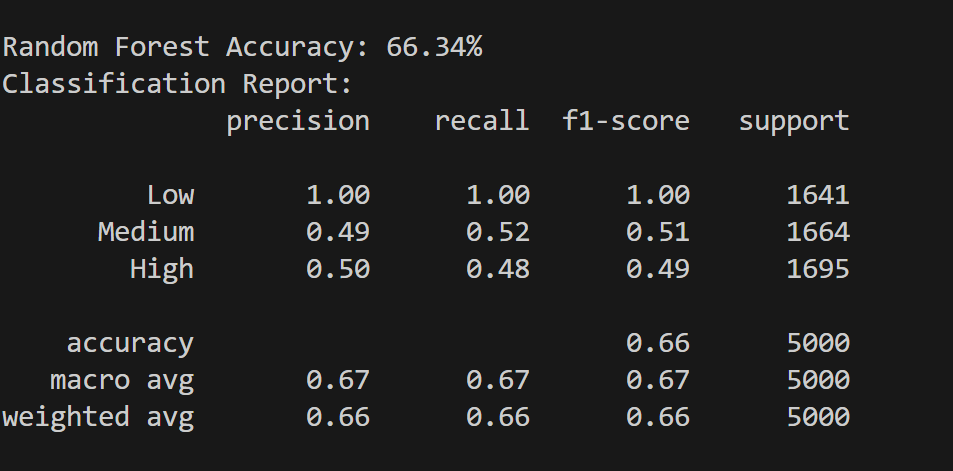 Random Forest Accuracy: 66.34%
Classification Report:
precision recall f1-score support
Low 1.00 1.00 1.00 1641
Medium 0.49 0.52 0.51 1664
High 0.50 0.48 0.49 1695
accuracy 0.66 5000
macro avg 0.67 0.67 0.67 5000
weighted avg 0.66 0.66 0.66 5000